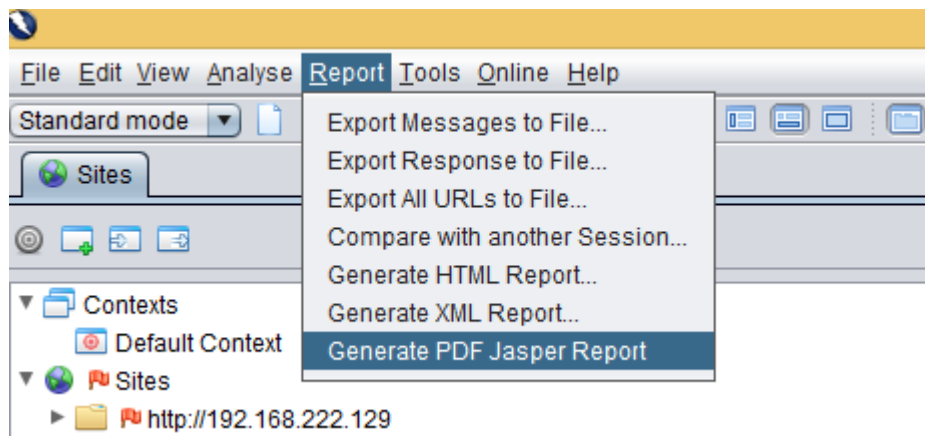 File Edit View Analyse Report Tools Online Help
Standard mode
Export Messages to File...
Export Response to File...
Sites
Export All URLs to File...
Compare with another Session...
Generate HTML Report...
Contexts
Generate XML Report...
Default Context
Generate PDF Jasper Report
Sites
http://192.168.222.129